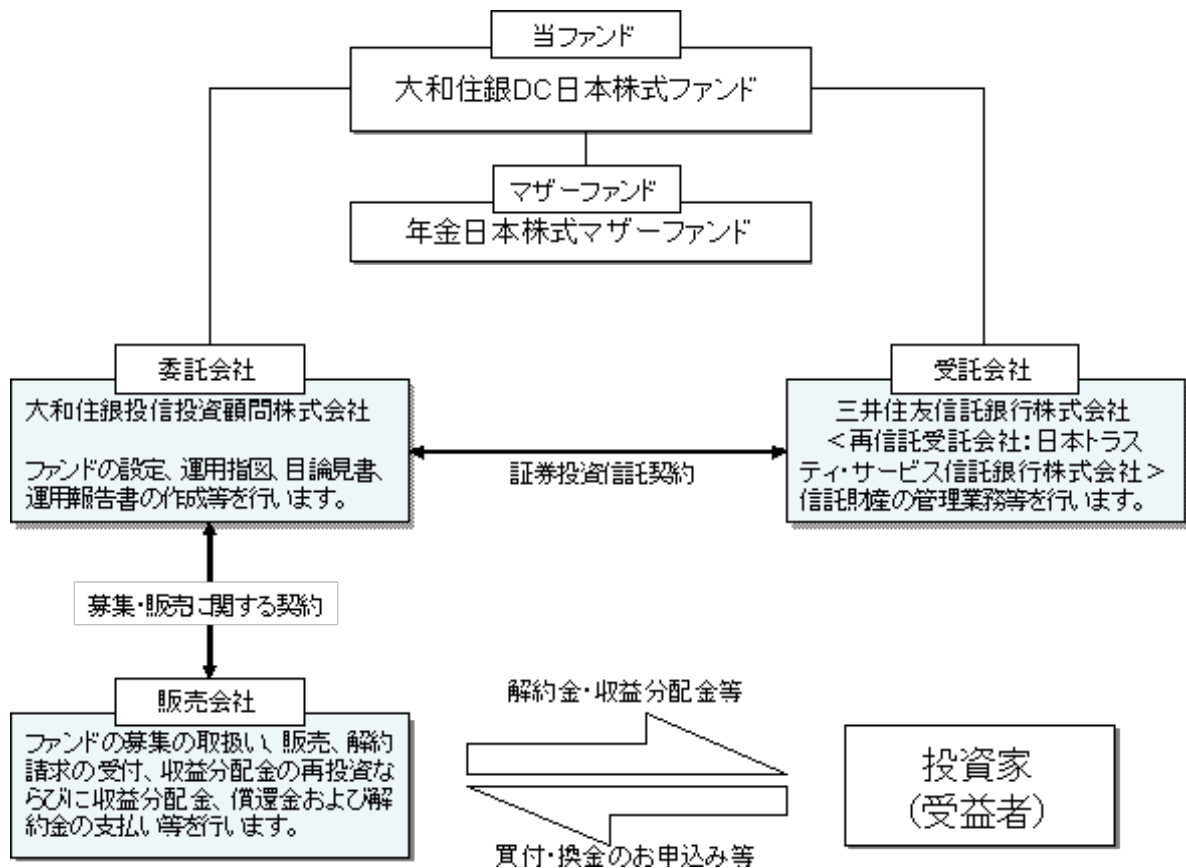 当ファンド
大和住銀DC日本株式ファンド
マザーファンド
年金日本株式マザーファンド
委託会社
大和住銀投信投資顧問株式会社
ファンドの設定、運用指図、目論見書、
運用報告書の作成等を行います。
証券投資信託契約
受託会社
三井住友信託銀行株式会社
＜再信託受託会社：日本トラス
ティ・サービス信託銀行株式会社＞
信託財産の管理業務等を行います。
募集・販売に関する契約
販売会社
ファンドの募集の取扱い、販売、解約
請求の受付、収益分配金の再投資な
らびに収益分配金、償還金および解
約金の支払い等を行います。
解約金・収益分配金等
買付・換金のお申込み等
投資家
(受益者)